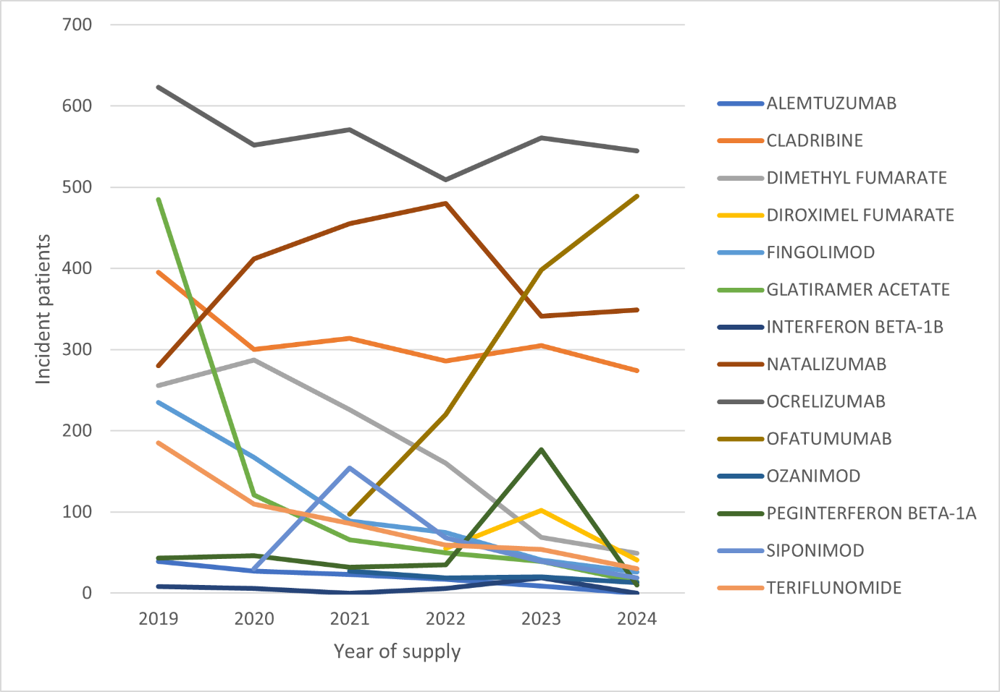 700
600
500
400
300
200
100
0
Incident patients
2019 2020 2021 2022 2023 2024
Year of supply
ALEMTUZUMAB
CLADRIBINE
DIMETHYL FUMARATE
DIROXIMEL FUMARATE
FINGOLIMOD
GLATIRAMER ACETATE
INTERFERON BETA-1B
NATALIZUMAB
OCRELIZUMAB
OFATUMUMAB
OZANIMOD
PEGINTERFERON BETA-1A
SIPONIMOD
TERIFLUNOMIDE